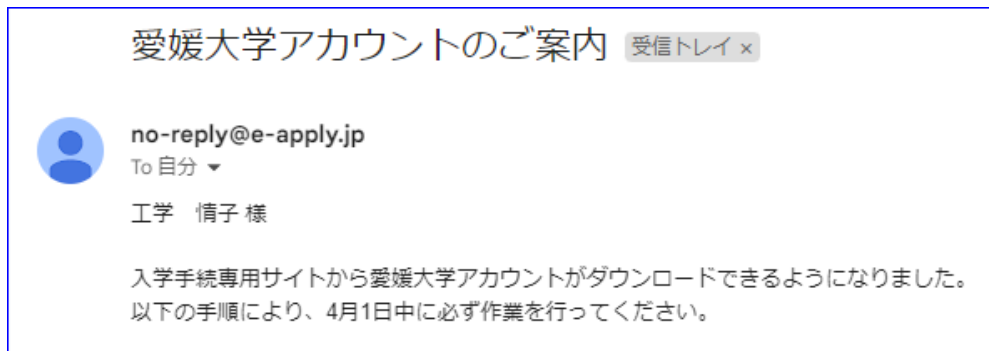 愛媛大学アカウントのご案内 受信トレイ ×
no-reply@e-apply.jp
To 自分
工学　情子 様
入学手続専用サイトから愛媛大学アカウントがダウンロードできるようになりました。
以下の手順により、4月1日中に必ず作業を行ってください。